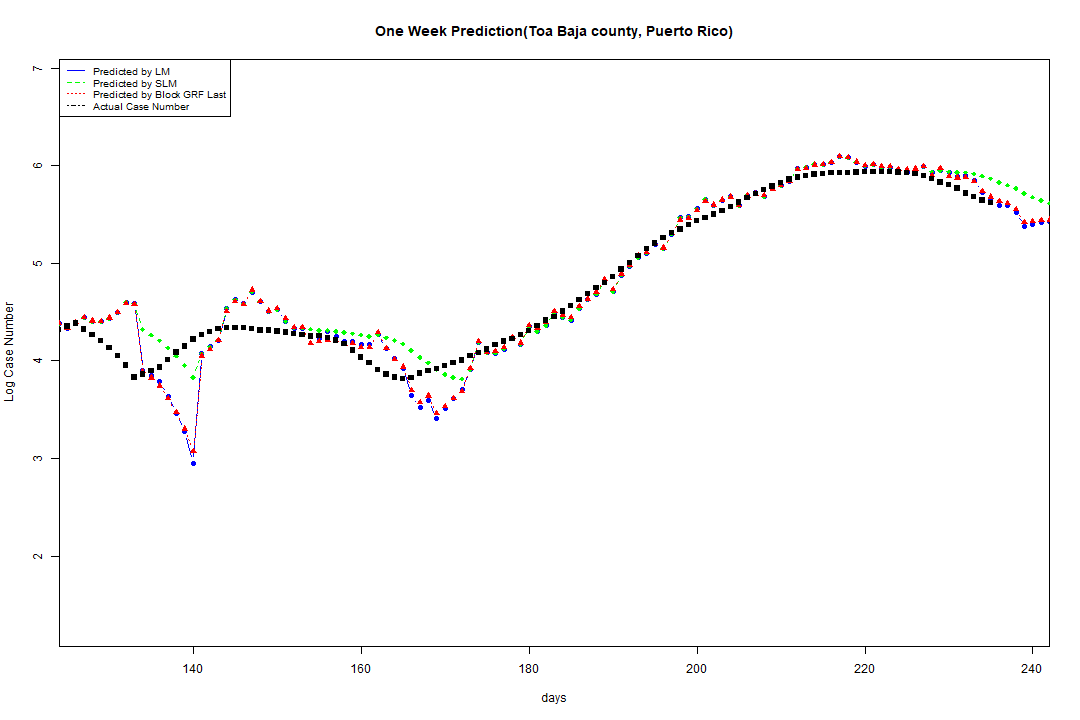 One Week Prediction(Toa Baja county, Puerto Rico)
Predicted by LM
Predicted by SLM
Predicted by Block GRF Last
Actual Case Number
7
6
5
4
3
2
Log Case Number
140 160 180 200 220 240
days